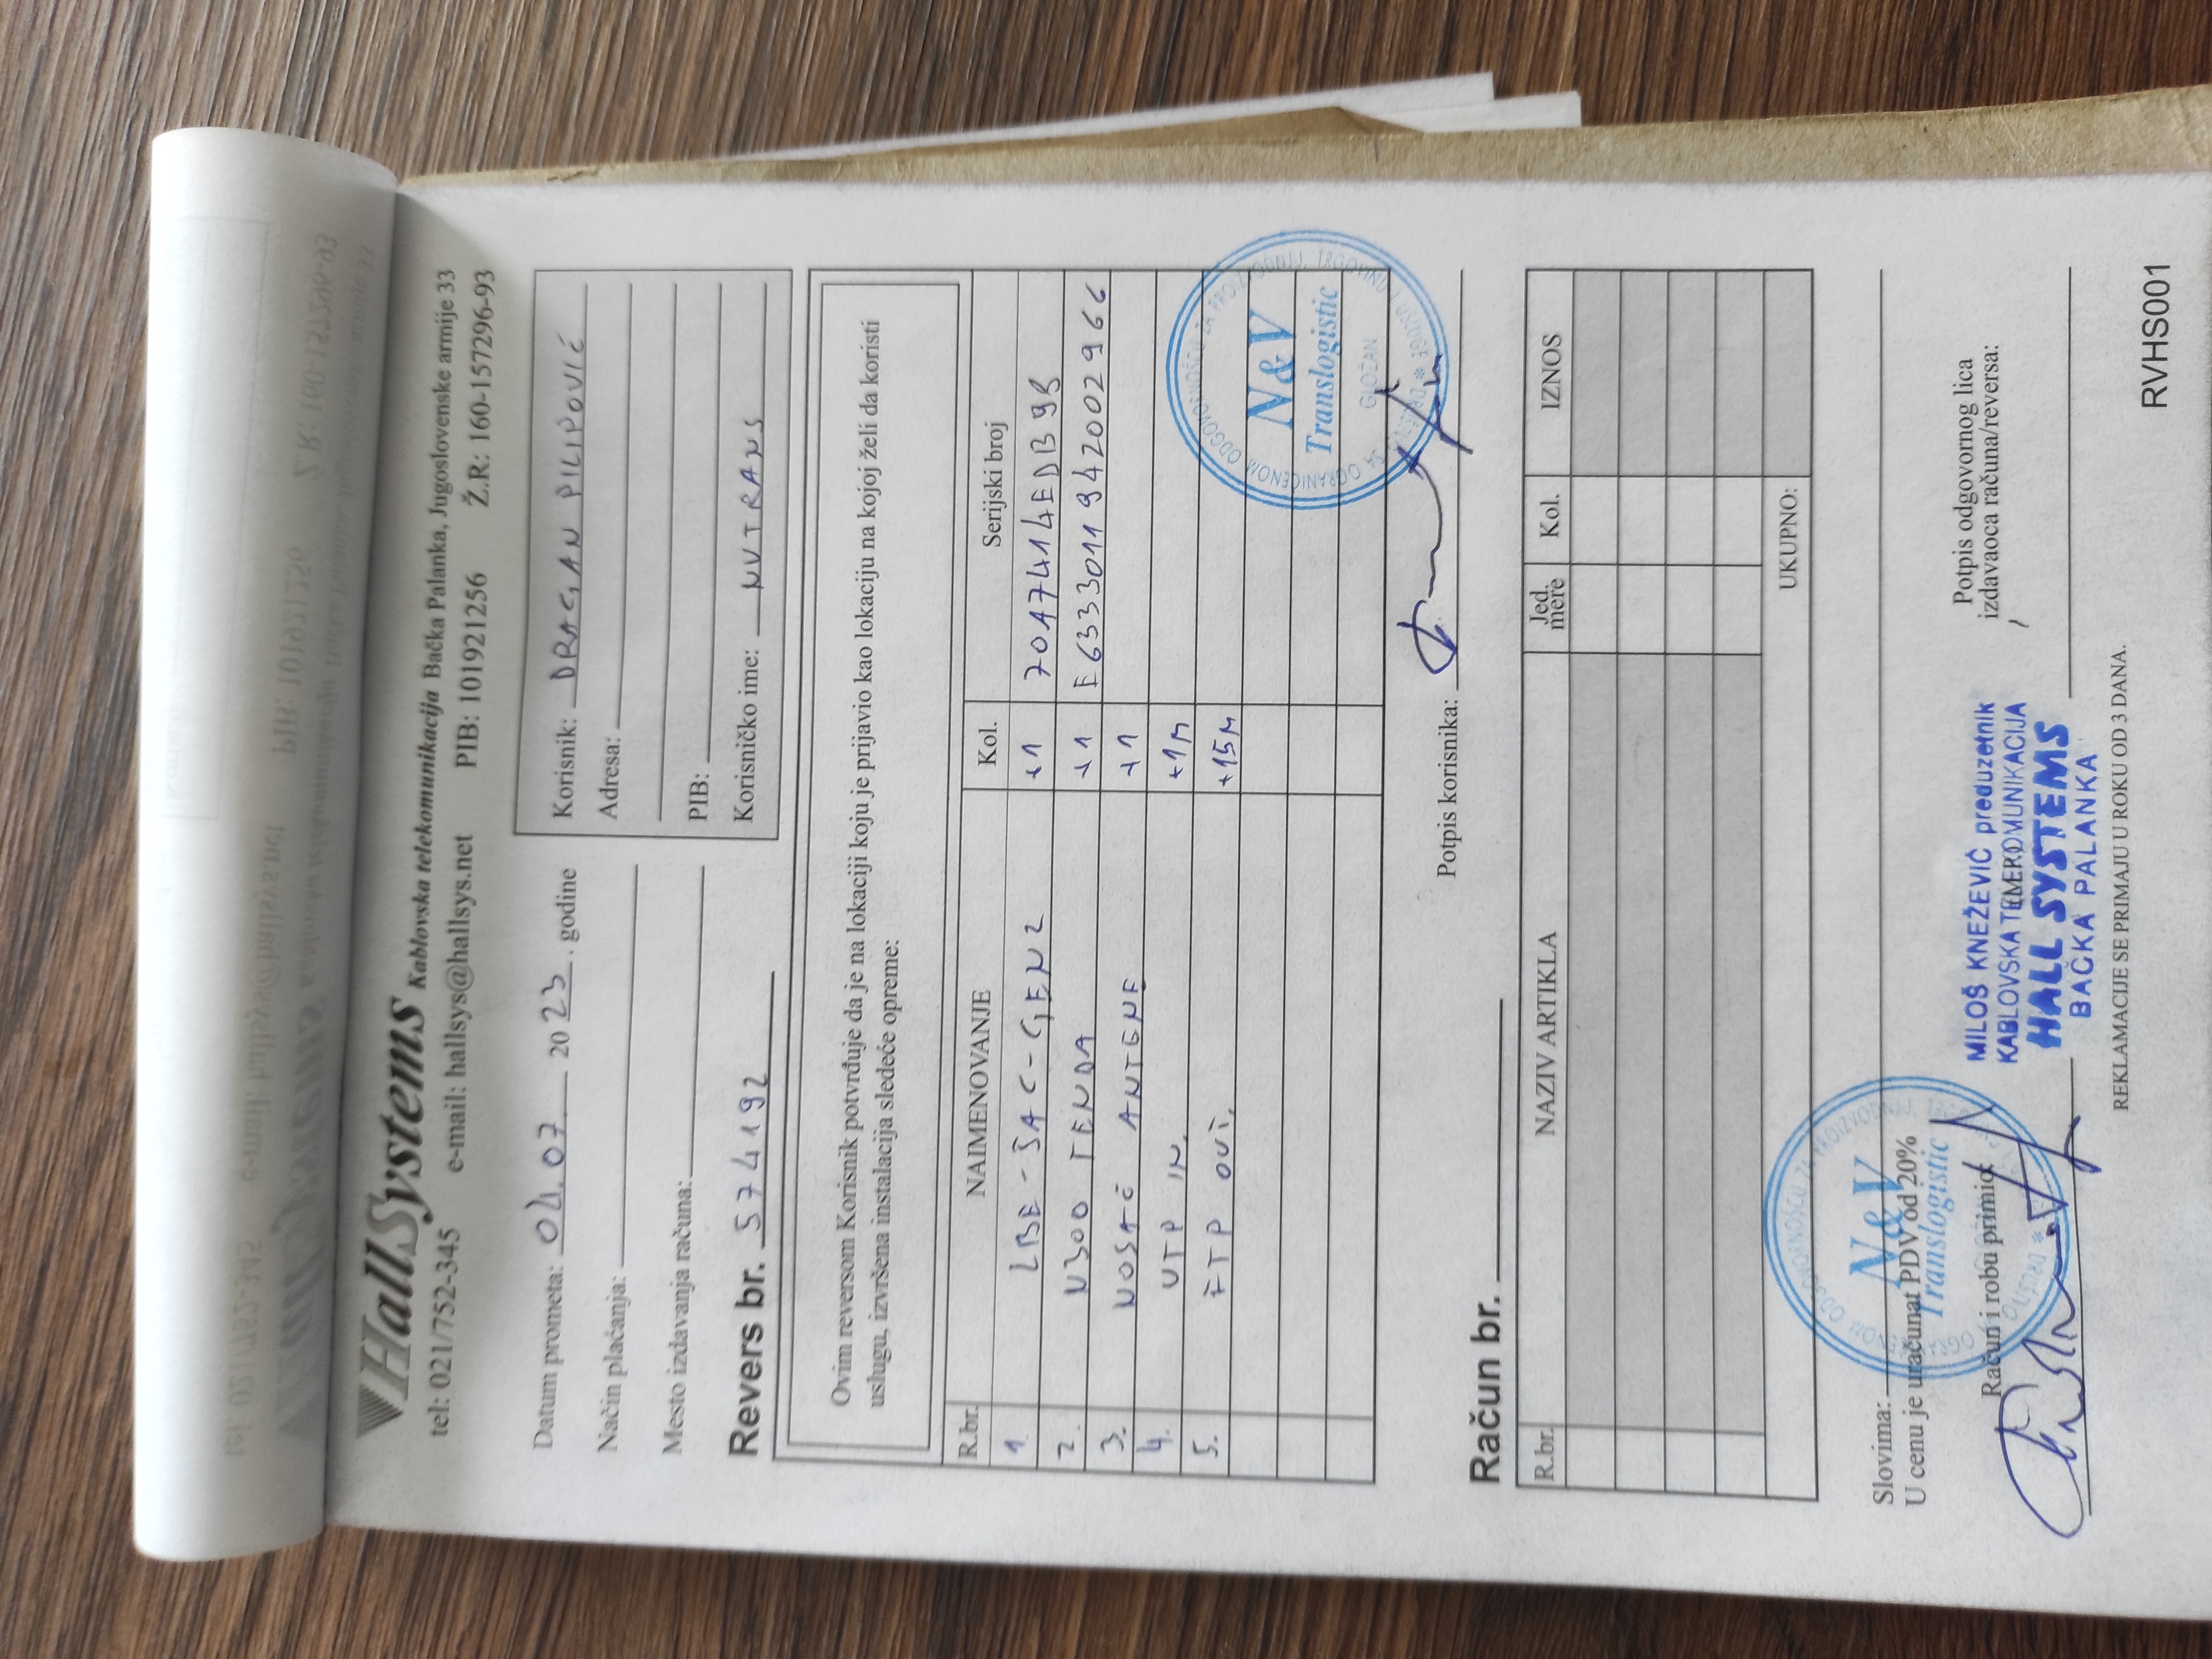 HallSystems Kablovska telekomunikacija Bačka Palanka, Jugoslovenske armije 33
tel: 021/752-345 e-mail: hallsys@hallsys.net PIB: 101921256 Ž.R: 160-157296-93
Datum prometa: 04.07. 2023. godine
Način plaćanja:
Mesto izdavanja računa:
Revers br. 574192
Korisnik: DRAGAN PILIPOVIĆ
Adresa:
PIB:
Korisničko ime: NVTRANS
Ovim reversom Korisnik potvrđuje da je na lokaciji koju je prijavio kao lokaciju na kojoj želi da koristi
uslugu, izvršena instalacija sledeće opreme:
R.br. NAIMENOVANJE Kol. Serijski broj
1. LBE-5AC-GEN2 +1 7017414EDB9B
2. N300 TENDA +1 E6333011942002966
3. NOSAČ ANTENE +1
4. UTP IN. +1M
5. FTP OUT. +15M
N&V
Translogistic
GLOŽAN
Potpis korisnika:
Račun br.
R.br. NAZIV ARTIKLA Jed. mere Kol. IZNOS
UKUPNO:
Slovima:
U cenu je uračunat PDV od 20%
N&V
Translogistic
Račun i robu primio:
MILOŠ KNEŽEVIĆ preduzetnik
KABLOVSKA TELEKOMUNIKACIJA
HALL SYSTEMS
BAČKA PALANKA
Potpis odgovornog lica
izdavaoca računa/reversa:
REKLAMACIJE SE PRIMAJU U ROKU OD 3 DANA.
RVHS001